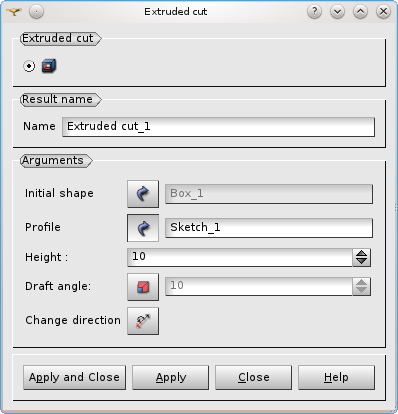 Extruded cut
Extruded cut
Result name
Name Extruded cut_1
Arguments
Initial shape Box_1
Profile Sketch_1
Height : 10
Draft angle: 10
Change direction
Apply and Close Apply Close Help